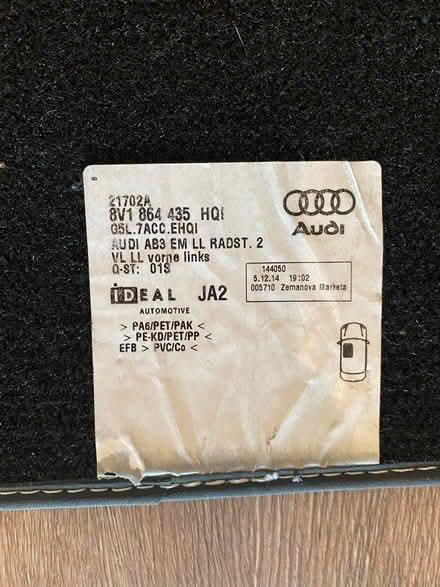 21702A
8V1 864 435 HQI
G5L.7ACC.EHQI
AUDI AB3 EM LL RADST. 2
VL LL vorne links
Q-ST: 01S
Audi
144050
5.12.14 19:02
005710 Zemanova Marketa
iDEAL JA2
AUTOMOTIVE
> PA6/PET/PAK <
> PE-KD/PET/PP <
EFB > PVC/Co <